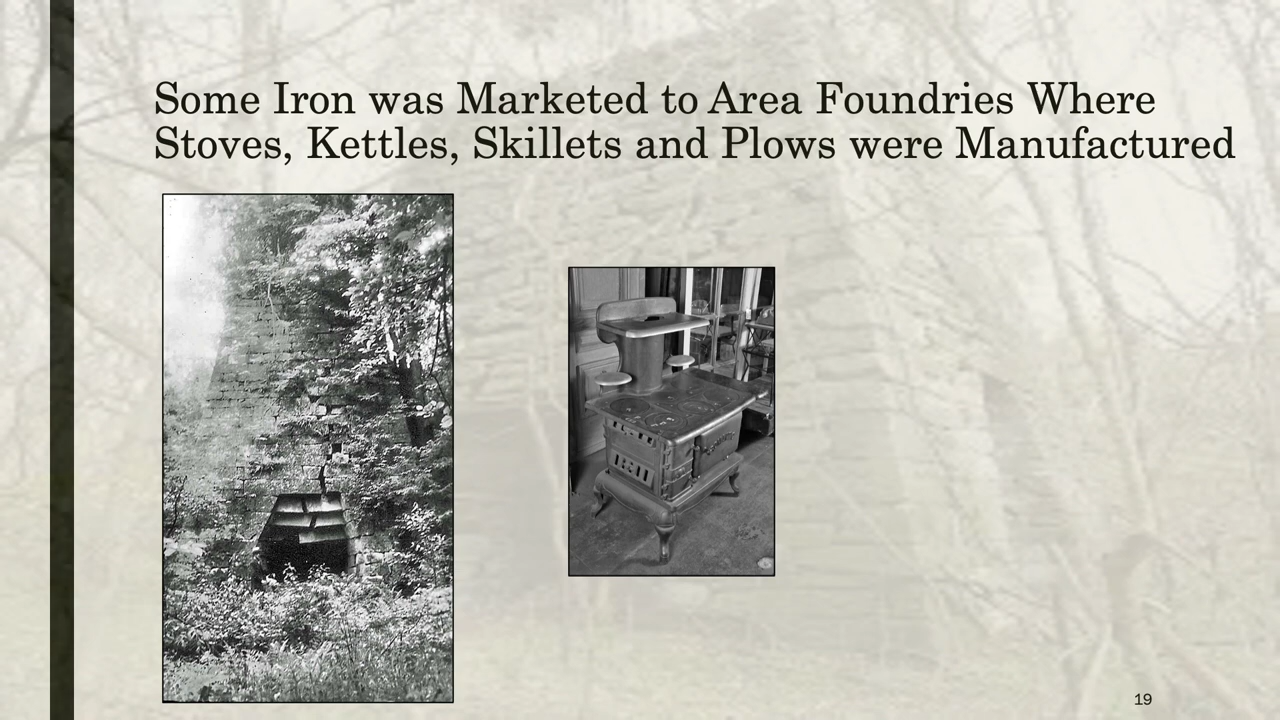 Some Iron was Marketed to Area Foundries Where
Stoves, Kettles, Skillets and Plows were Manufactured
19